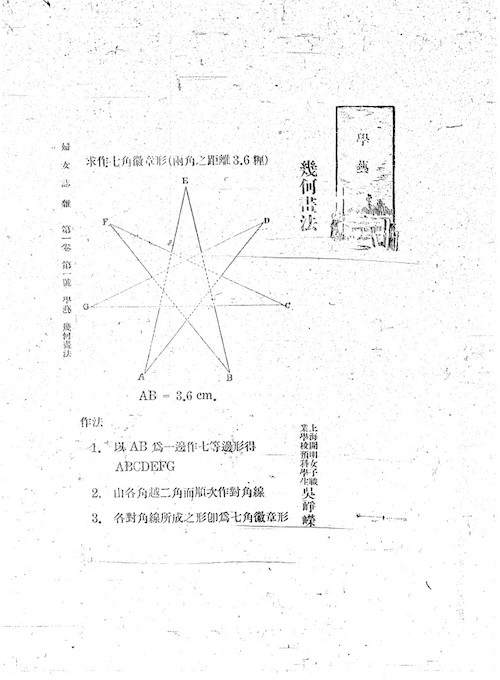 學藝
幾何畫法
上海開明女子職
業學校預科學生
吳崢嶸
求作七角徽章形(兩角之距離3.6糎)
E
F
D
G
C
A
B
AB = 3.6 cm.
作法
1. 以 AB 爲一邊作七等邊形得
ABCDEFG
2. 由各角越二角而順次作對角線
3. 各對角線所成之形卽爲七角徽章形
婦女誌雜 第一卷 第一號 學藝 幾何畫法